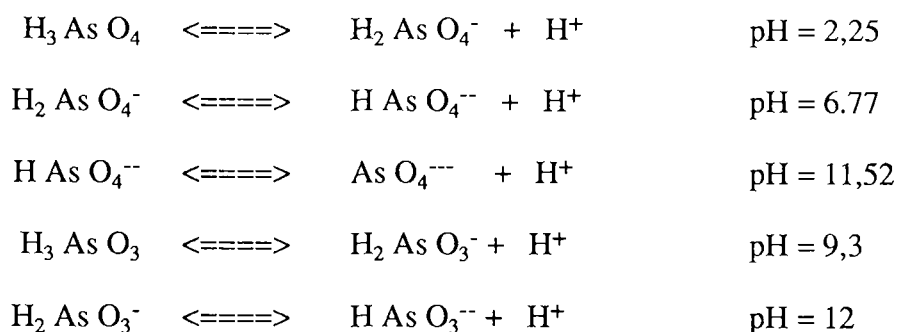 H₃ As O₄ <====> H₂ As O₄⁻ + H⁺ pH = 2,25
H₂ As O₄⁻ <====> H As O₄⁻⁻ + H⁺ pH = 6.77
H As O₄⁻⁻ <====> As O₄⁻⁻⁻ + H⁺ pH = 11,52
H₃ As O₃ <====> H₂ As O₃⁻ + H⁺ pH = 9,3
H₂ As O₃⁻ <====> H As O₃⁻⁻ + H⁺ pH = 12